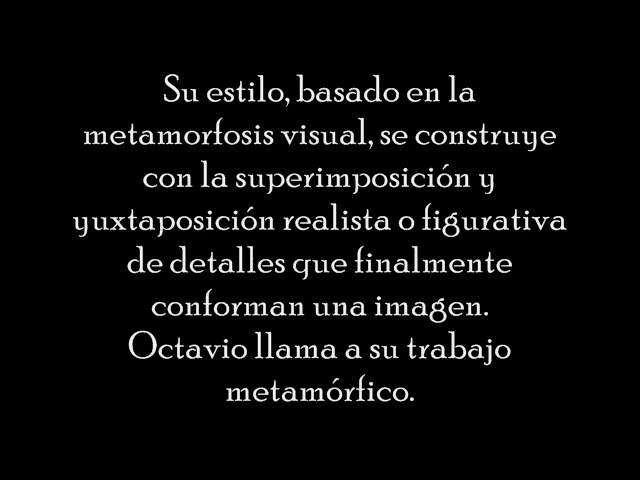 Su estilo, basado en la
metamorfosis visual, se construye
con la superimposición y
yuxtaposición realista o figurativa
de detalles que finalmente
conforman una imagen.
Octavio llama a su trabajo
metamórfico.